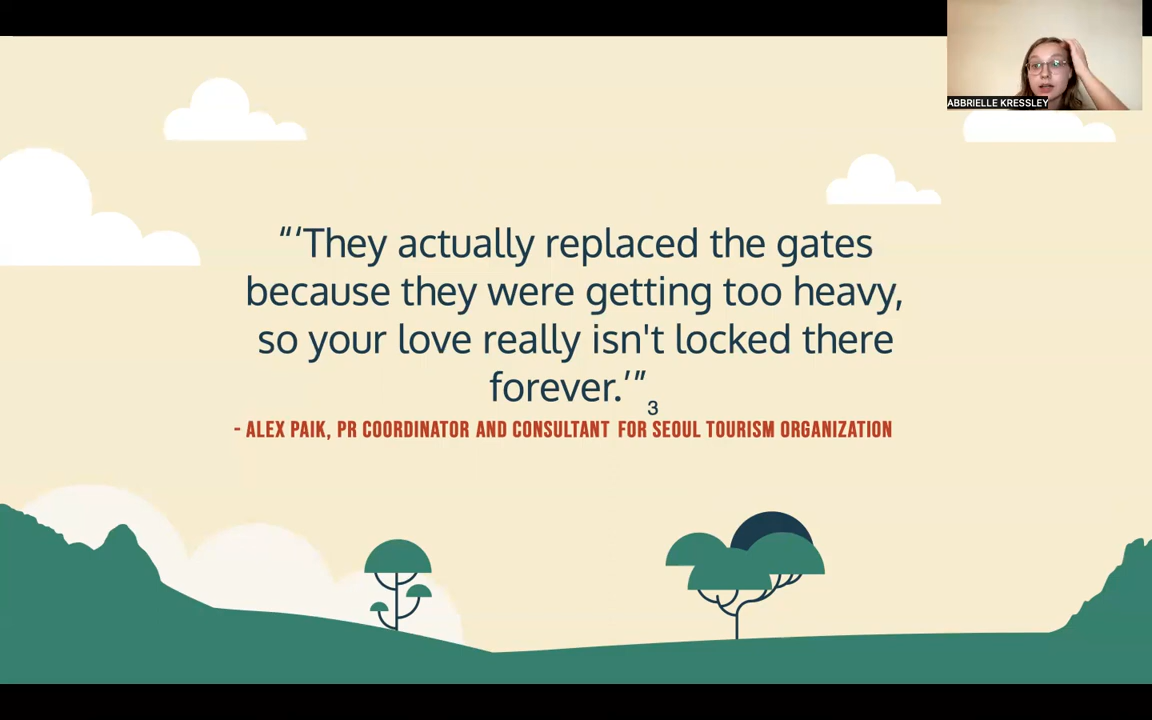 ABBRIELLE KRESSLEY
“‘They actually replaced the gates
because they were getting too heavy,
so your love really isn't locked there
forever.’”3
- ALEX PAIK, PR COORDINATOR AND CONSULTANT FOR SEOUL TOURISM ORGANIZATION